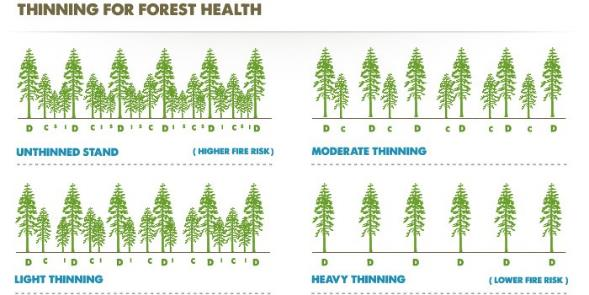 THINNING FOR FOREST HEALTH
D C S I D C I S D I S C D I S C S D I C S I D
D C D C D C D C D C D
UNTHINNED STAND ( HIGHER FIRE RISK )
MODERATE THINNING
D C I D C I D I C D I C D I C I D
D D D D D D
LIGHT THINNING
HEAVY THINNING ( LOWER FIRE RISK )